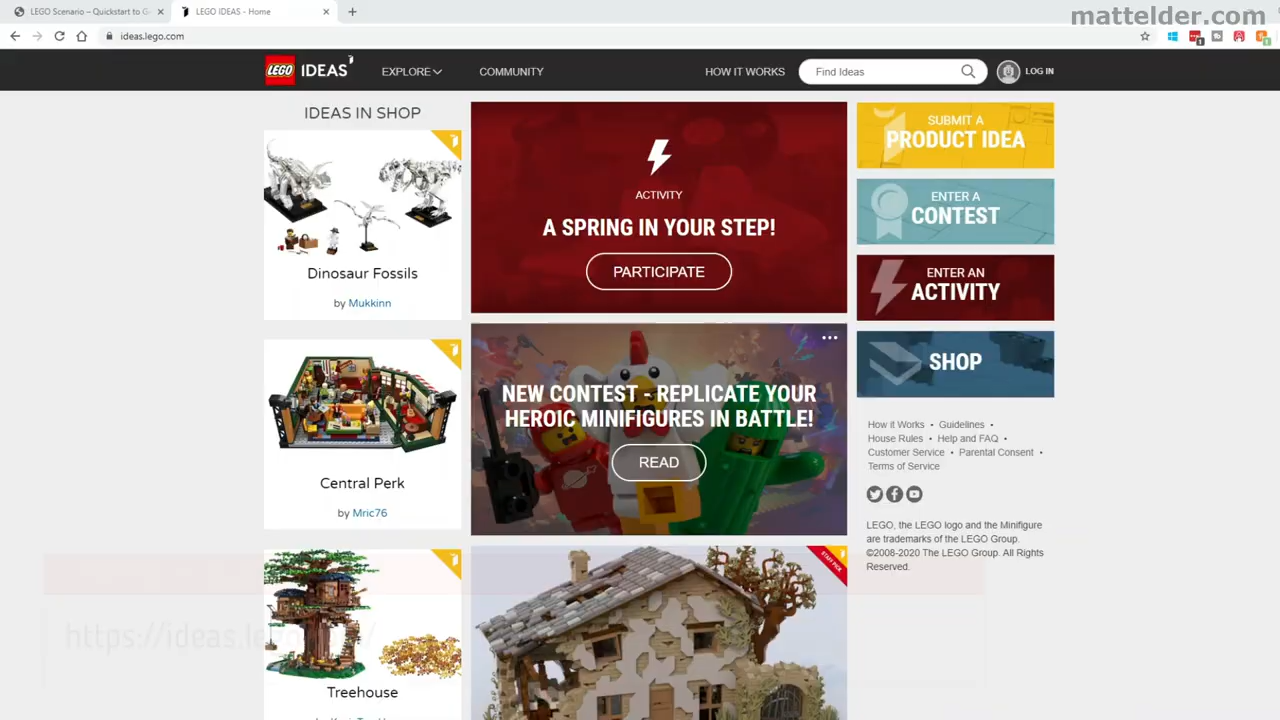 LEGO Scenario – Quickstart to G
LEGO IDEAS - Home
mattelder.com
ideas.lego.com
LEGO IDEAS
EXPLORE
COMMUNITY
HOW IT WORKS
Find Ideas
LOG IN
IDEAS IN SHOP
Dinosaur Fossils
by Mukkinn
Central Perk
by Mric76
Treehouse
ACTIVITY
A SPRING IN YOUR STEP!
PARTICIPATE
NEW CONTEST - REPLICATE YOUR
HEROIC MINIFIGURES IN BATTLE!
READ
STAFF PICK
SUBMIT A
PRODUCT IDEA
ENTER A
CONTEST
ENTER AN
ACTIVITY
SHOP
How it Works • Guidelines •
House Rules • Help and FAQ •
Customer Service • Parental Consent •
Terms of Service
LEGO, the LEGO logo and the Minifigure
are trademarks of the LEGO Group.
©2008-2020 The LEGO Group. All Rights
Reserved.
https://ideas.lego